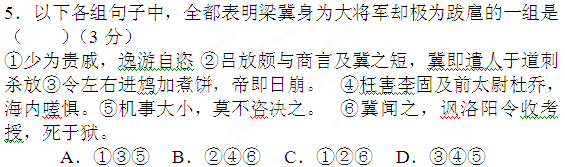 5．以下各组句子中，全都表明梁冀身为大将军却极为跋扈的一组是
（　　）（3 分）
①少为贵戚，逸游自恣 ②吕放颇与商言及冀之短，冀即遣人于道刺
杀放③令左右进鸩加煮饼，帝即日崩。　④枉害李固及前太尉杜乔，
海内嗟惧。⑤机事大小，莫不咨决之。　⑥冀闻之，讽洛阳令收考
授，死于狱。
A．①③⑤　B．②④⑥　C．①②⑥　D．③④⑤